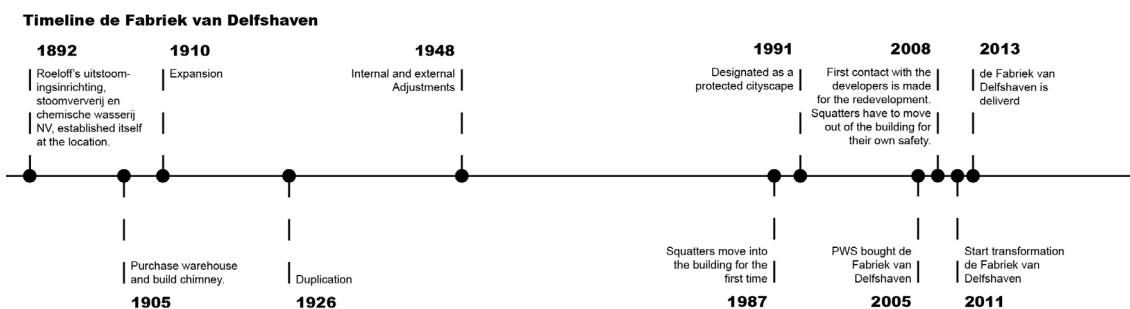 Timeline de Fabriek van Delfshaven
1892
Roeloff's uitstoom-
ingsinrichting,
stoomververij en
chemische wasserij
NV, established itself
at the location.
1910
Expansion
1948
Internal and external
Adjustments
1991
Designated as a
protected cityscape
2008
First contact with the
developers is made
for the redevelopment.
Squatters have to move
out of the building for
their own safety.
2013
de Fabriek van
Delfshaven is
deliverd
Purchase warehouse
and build chimney.
1905
Duplication
1926
Squatters move into
the building for the
first time
1987
PWS bought de
Fabriek van
Delfshaven
2005
Start transformation
de Fabriek van
Delfshaven
2011